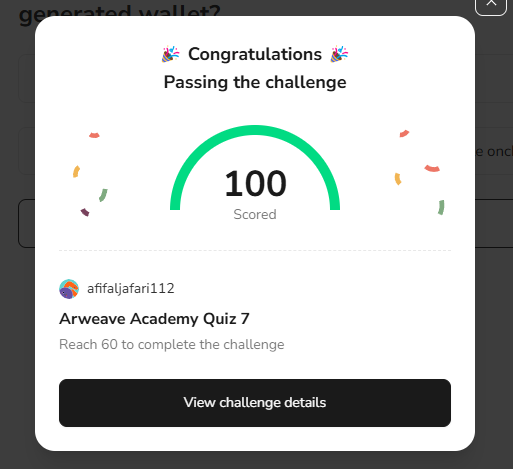 generated wallet?
🎉 Congratulations 🎉
Passing the challenge
100
Scored
e onc
afifaljafari112
Arweave Academy Quiz 7
Reach 60 to complete the challenge
View challenge details